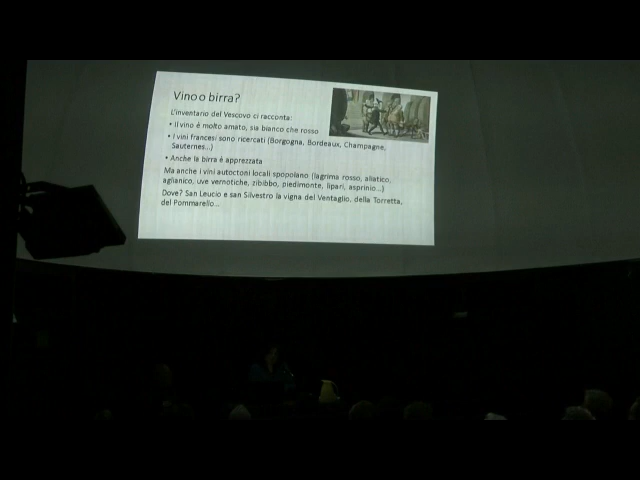 Vino o birra?
L'inventario del Vescovo ci racconta:
• Il vino è molto amato, sia bianco che rosso
• I vini francesi sono ricercati (Borgogna, Bordeaux, Champagne,
Sauternes...)
• Anche la birra è apprezzata
Ma anche i vini autoctoni locali spopolano (lagrima rosso, aliatico,
aglianico, uve vernotiche, zibibbo, piedimonte, lipari, asprinio...)
Dove? San Leucio e san Silvestro la vigna del Ventaglio, della Torretta,
del Pommarello...